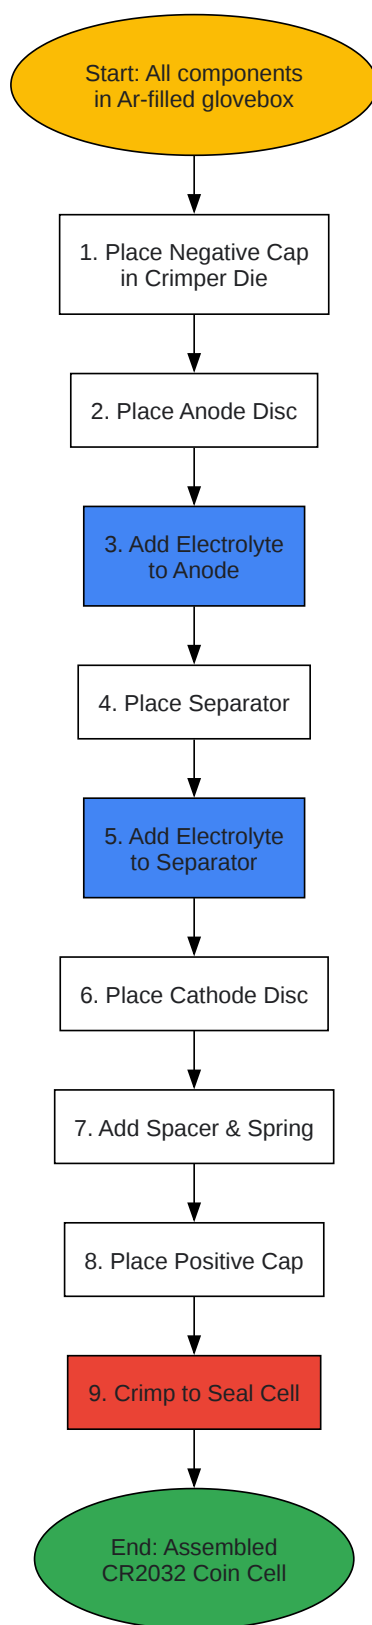 Start: All components
in Ar-filled glovebox
1. Place Negative Cap
in Crimper Die
2. Place Anode Disc
3. Add Electrolyte
to Anode
4. Place Separator
5. Add Electrolyte
to Separator
6. Place Cathode Disc
7. Add Spacer & Spring
8. Place Positive Cap
9. Crimp to Seal Cell
End: Assembled
CR2032 Coin Cell